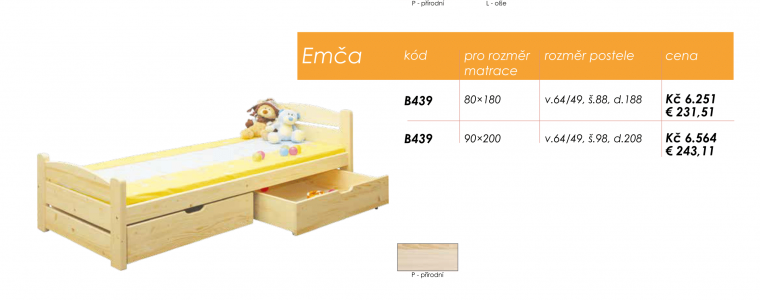 P - přírodní L - olše
Emča kód pro rozměr matrace rozměr postele cena
B439 80×180 v.64/49, š.88, d.188 Kč 6.251
€ 231,51
B439 90×200 v.64/49, š.98, d.208 Kč 6.564
€ 243,11
P - přírodní